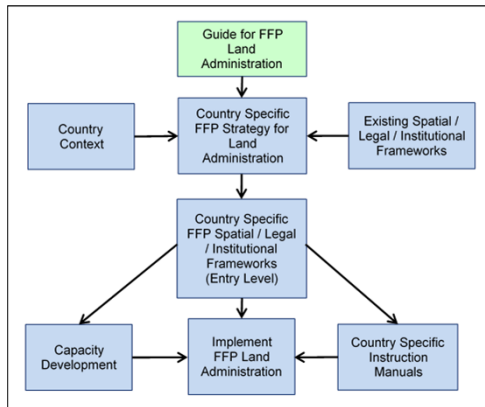 Guide for FFP
Land
Administration
Country
Context
Country Specific
FFP Strategy for
Land
Administration
Existing Spatial /
Legal / Institutional
Frameworks
Country Specific
FFP Spatial / Legal
/ Institutional
Frameworks
(Entry Level)
Capacity
Development
Implement
FFP Land
Administration
Country Specific
Instruction
Manuals